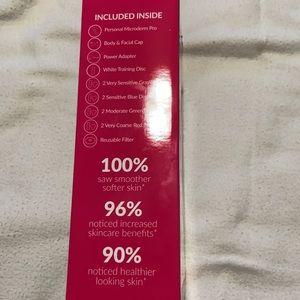 INCLUDED INSIDE
Personal Microderm Pro
Body & Facial Cap
Power Adapter
White Training Disc
2 Very Sensitive
2 Sensitive Blue
2 Moderate Green
2 Very Coarse Red
Reusable Filter
100%
saw smoother
softer skin*
96%
noticed increased
skincare benefits*
90%
noticed healthier
looking skin*